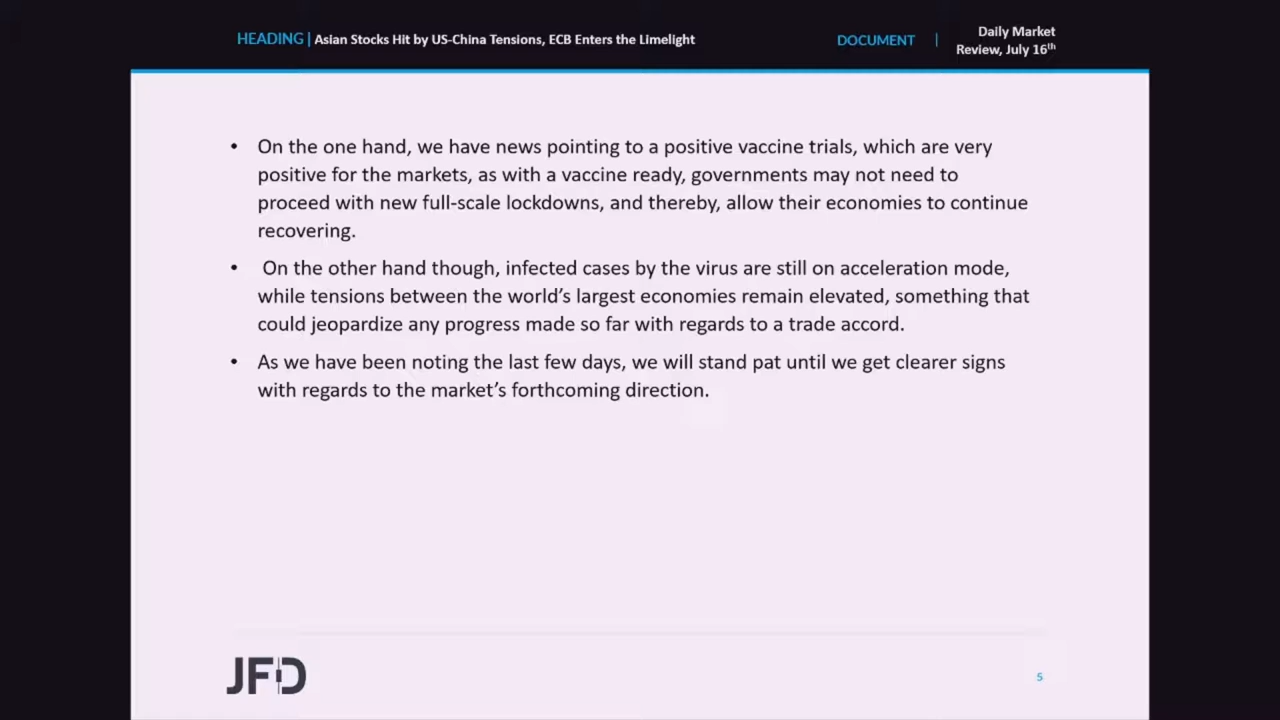 HEADING | Asian Stocks Hit by US-China Tensions, ECB Enters the Limelight
DOCUMENT | Daily Market
Review, July 16th
• On the one hand, we have news pointing to a positive vaccine trials, which are very
positive for the markets, as with a vaccine ready, governments may not need to
proceed with new full-scale lockdowns, and thereby, allow their economies to continue
recovering.
• On the other hand though, infected cases by the virus are still on acceleration mode,
while tensions between the world’s largest economies remain elevated, something that
could jeopardize any progress made so far with regards to a trade accord.
• As we have been noting the last few days, we will stand pat until we get clearer signs
with regards to the market’s forthcoming direction.
JFD
5